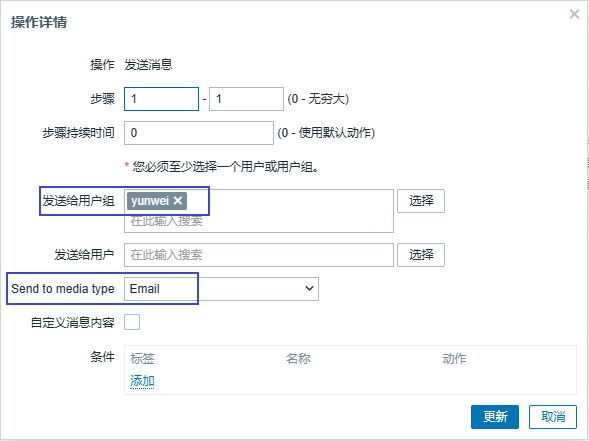 操作详情
操作 发送消息
步骤 1 - 1 (0 - 无穷大)
步骤持续时间 0 (0 - 使用默认动作)
* 您必须至少选择一个用户或用户组。
发送给用户组 yunwei 选择
在此输入搜索
发送给用户 在此输入搜索 选择
Send to media type Email
自定义消息内容
条件 标签 名称 动作
添加
更新 取消